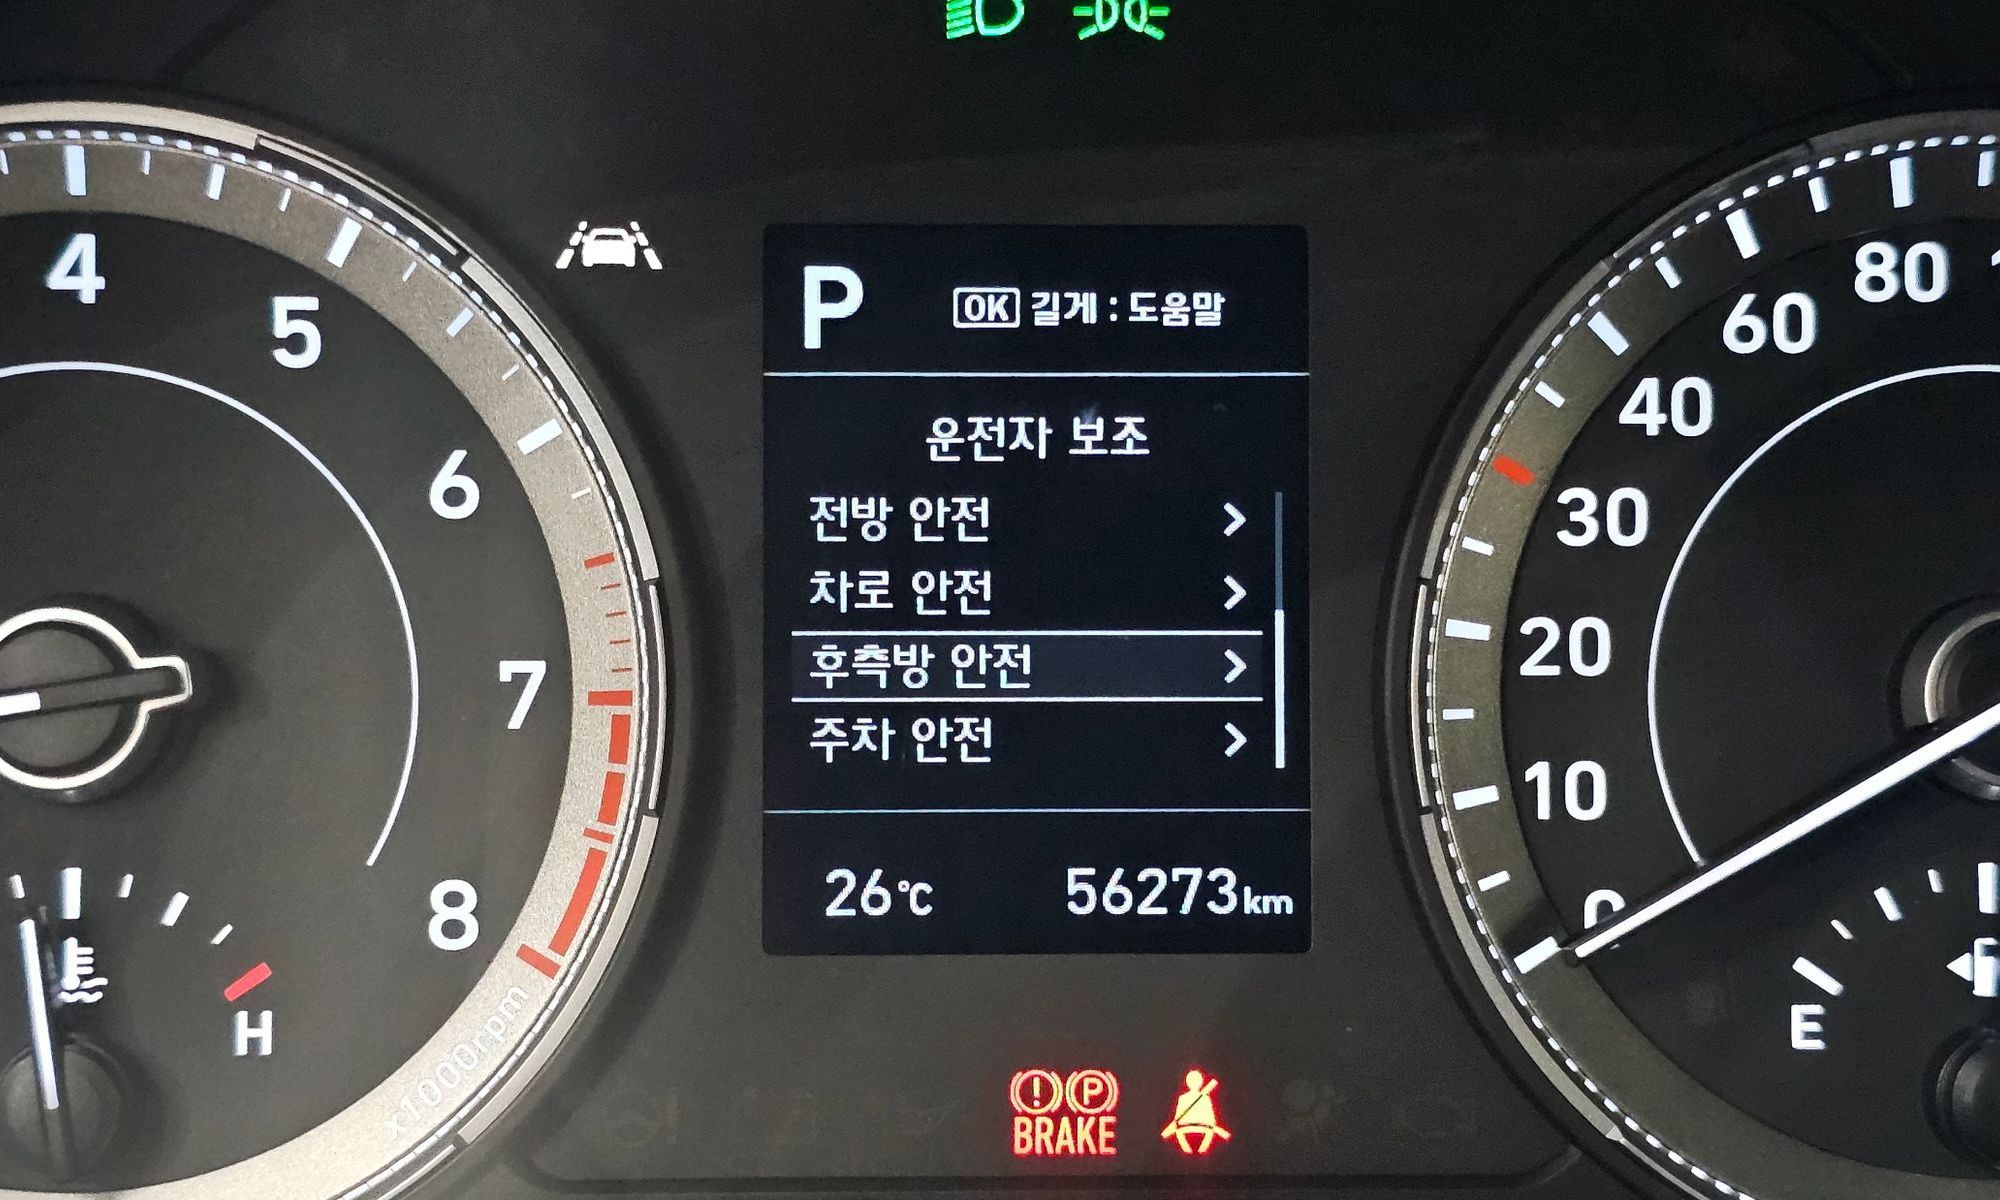 P
OK 길게 : 도움말
운전자 보조
전방 안전
차로 안전
후측방 안전
주차 안전
26°C 56273km
4
5
6
7
8
x1000rpm
H
80
60
40
30
20
10
0
E
P
BRAKE